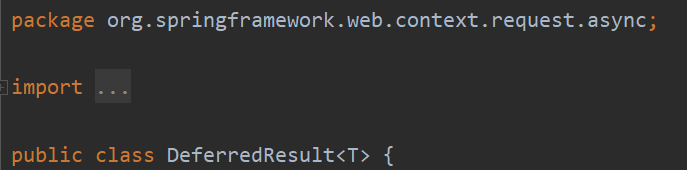 package org.springframework.web.context.request.async;
import ...
public class DeferredResult<T> {